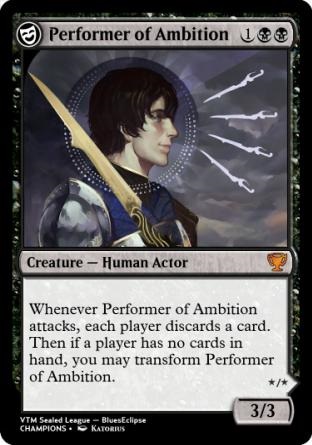 Performer of Ambition 1
Creature — Human Actor
Whenever Performer of Ambition
attacks, each player discards a card.
Then if a player has no cards in
hand, you may transform Performer
of Ambition.
*/*
3/3
VTM Sealed League — BluesEclipse
CHAMPIONS • Katorius